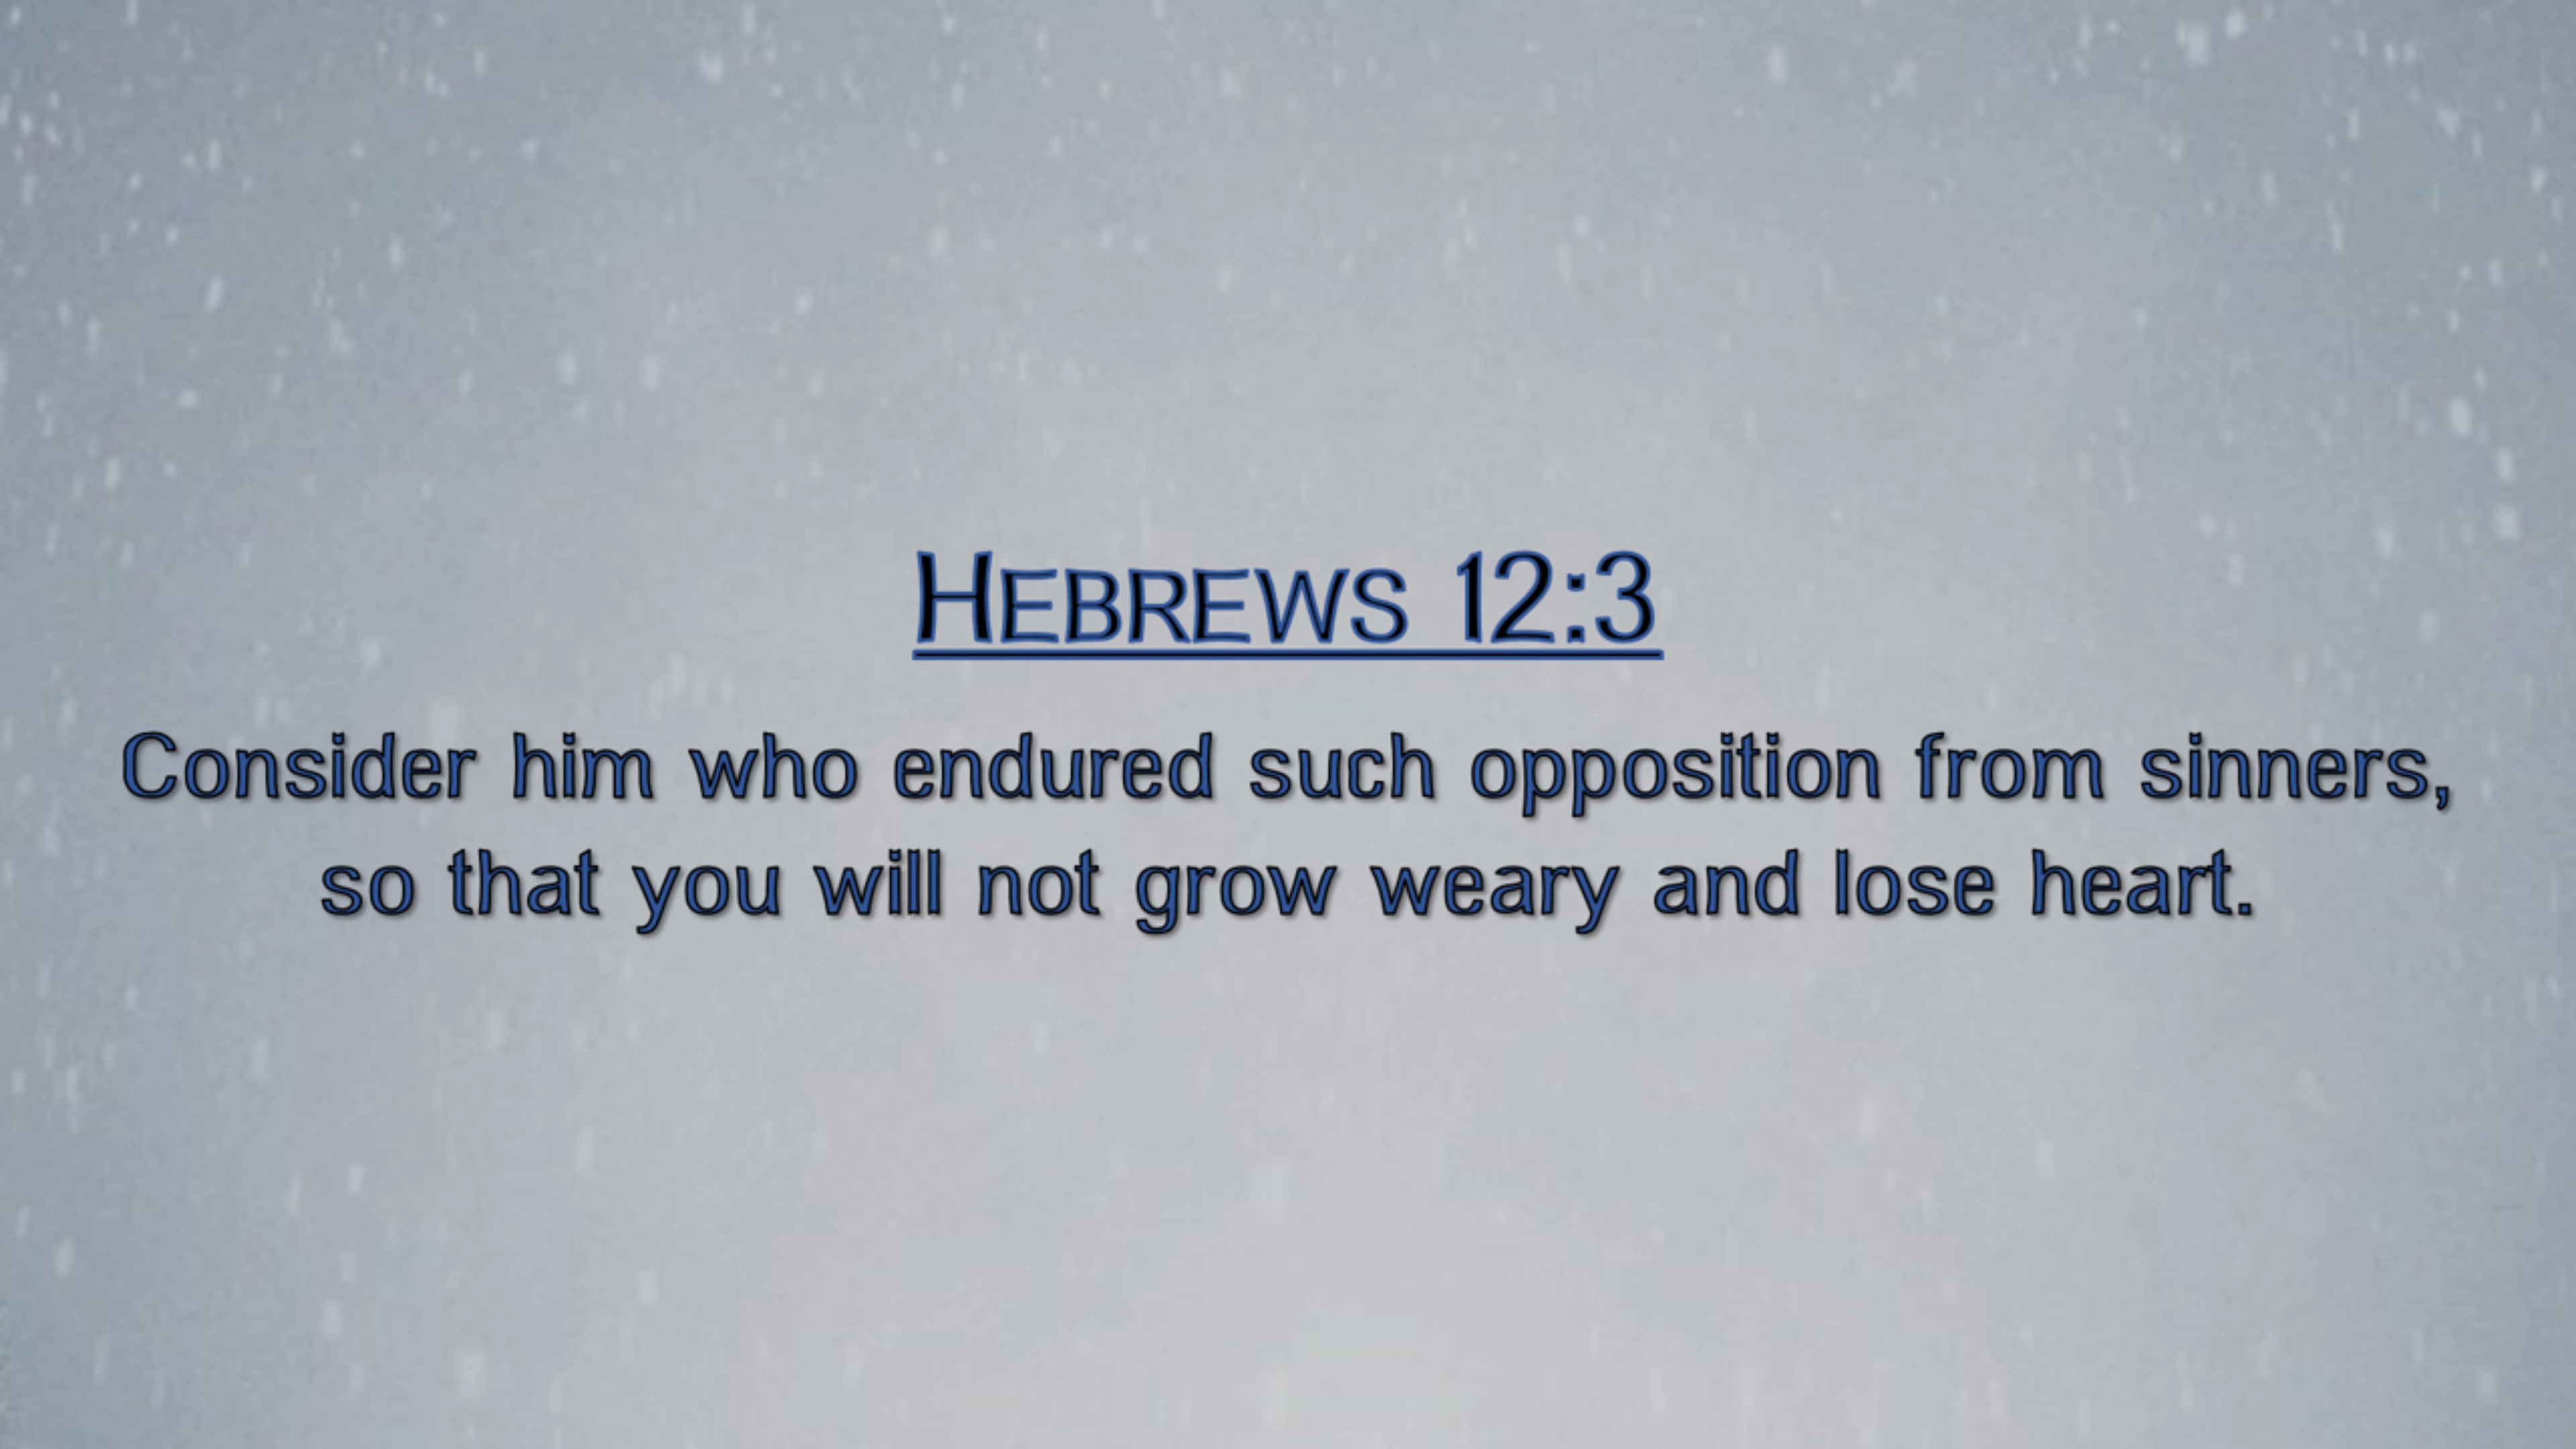 HEBREWS 12:3
Consider him who endured such opposition from sinners,
so that you will not grow weary and lose heart.